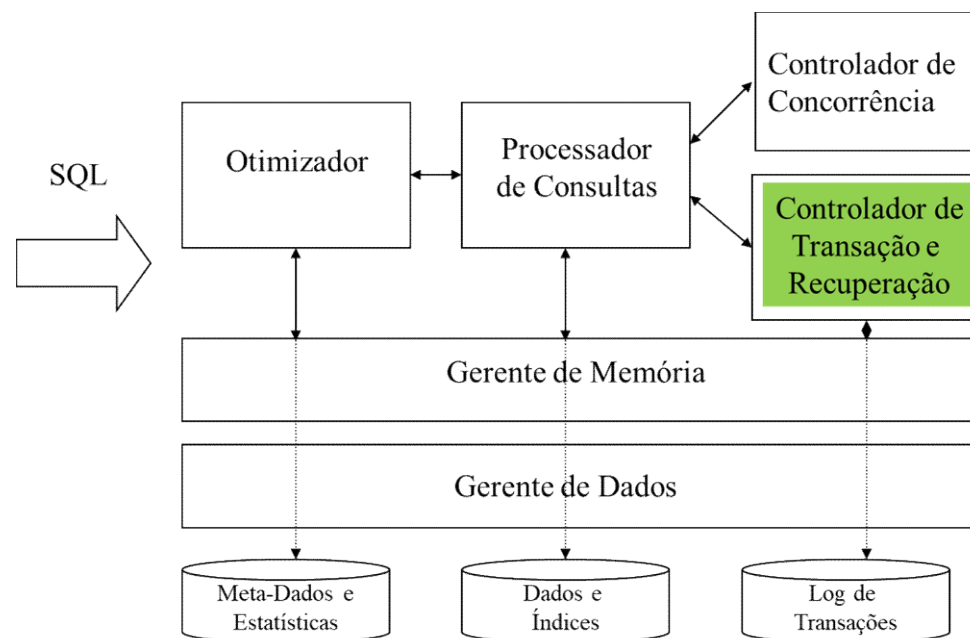 SQL
Otimizador
Processador
de Consultas
Controlador de
Concorrência
Controlador de
Transação e
Recuperação
Gerente de Memória
Gerente de Dados
Meta-Dados e
Estatísticas
Dados e
Índices
Log de
Transações